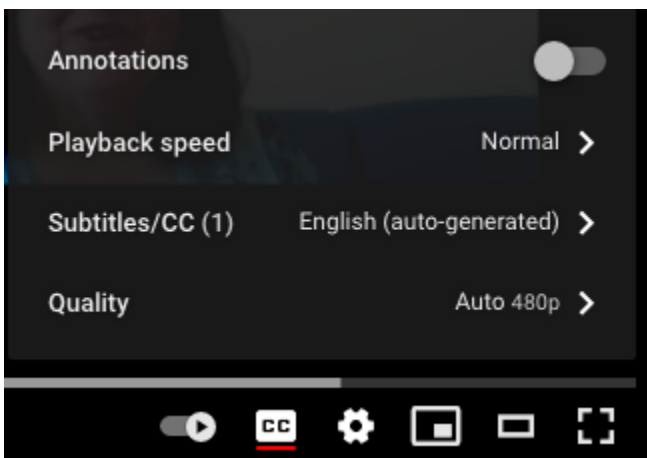 Annotations
Playback speed Normal
Subtitles/CC (1) English (auto-generated)
Quality Auto 480p
CC